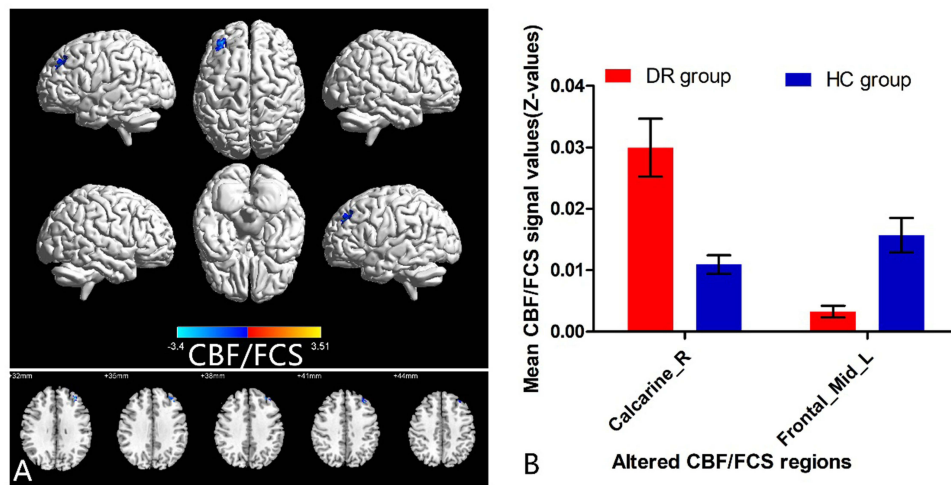 -3.4
3.51
CBF/FCS
+32mm
+35mm
+38mm
+41mm
+44mm
A
DR group
HC group
Mean CBF/FCS signal values(Z-values)
0.04
0.03
0.02
0.01
0.00
Calcarine_R
Frontal_Mid_L
B
Altered CBF/FCS regions